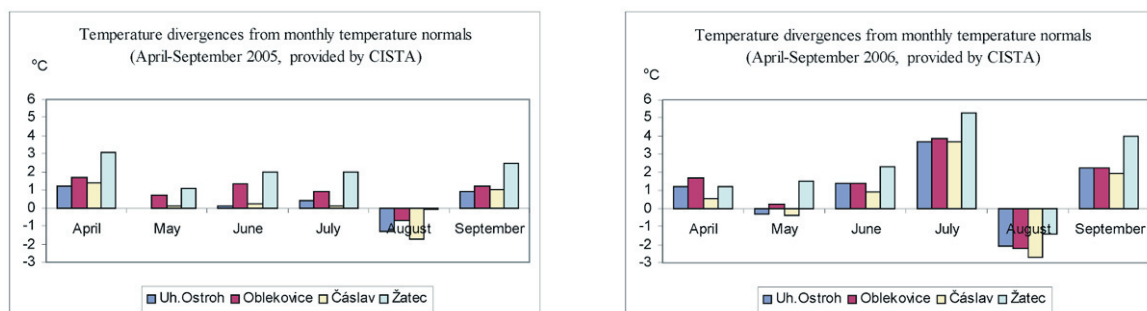 Temperature divergences from monthly temperature normals
(April-September 2005, provided by CISTA)
°C
6
5
4
3
2
1
0
-1
-2
-3
April May June July August September
Uh.Ostroh Oblekovice Čáslav Žatec
Temperature divergences from monthly temperature normals
(April-September 2006, provided by CISTA)
°C
6
5
4
3
2
1
0
-1
-2
-3
April May June July August September
Uh.Ostroh Oblekovice Čáslav Žatec